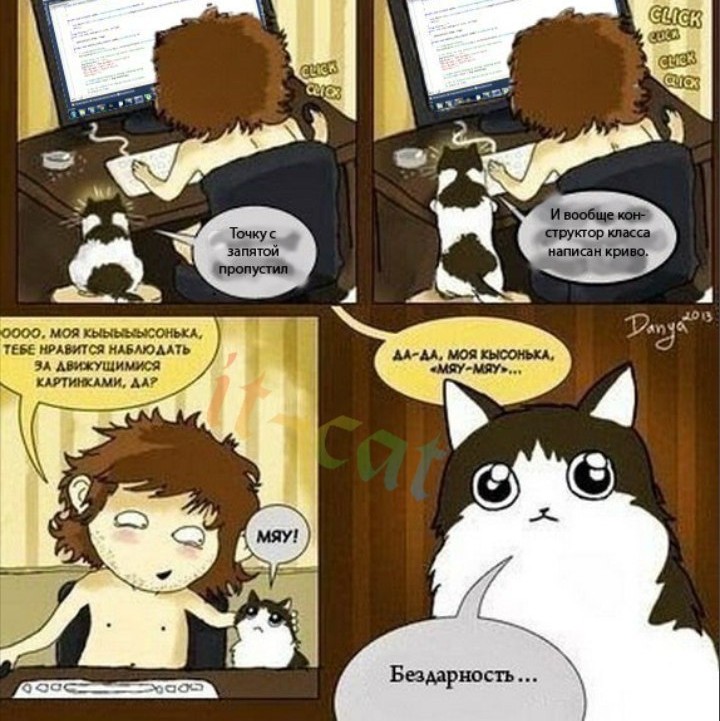 CLICK
CLICK
Точку с
запятой
пропустил
CLICK
CLICK
CLICK
CLICK
И вообще кон-
структор класса
написан криво.
ОООО, МОЯ КЫЫЫЫЫСОНЬКА,
ТЕБЕ НРАВИТСЯ НАБЛЮДАТЬ
ЗА ДВИЖУЩИМИСЯ
КАРТИНКАМИ, ДА?
МЯУ!
Danya 2013
ДА-ДА, МОЯ КЫСОНЬКА,
«МЯУ-МЯУ»...
Бездарность...
it-cat